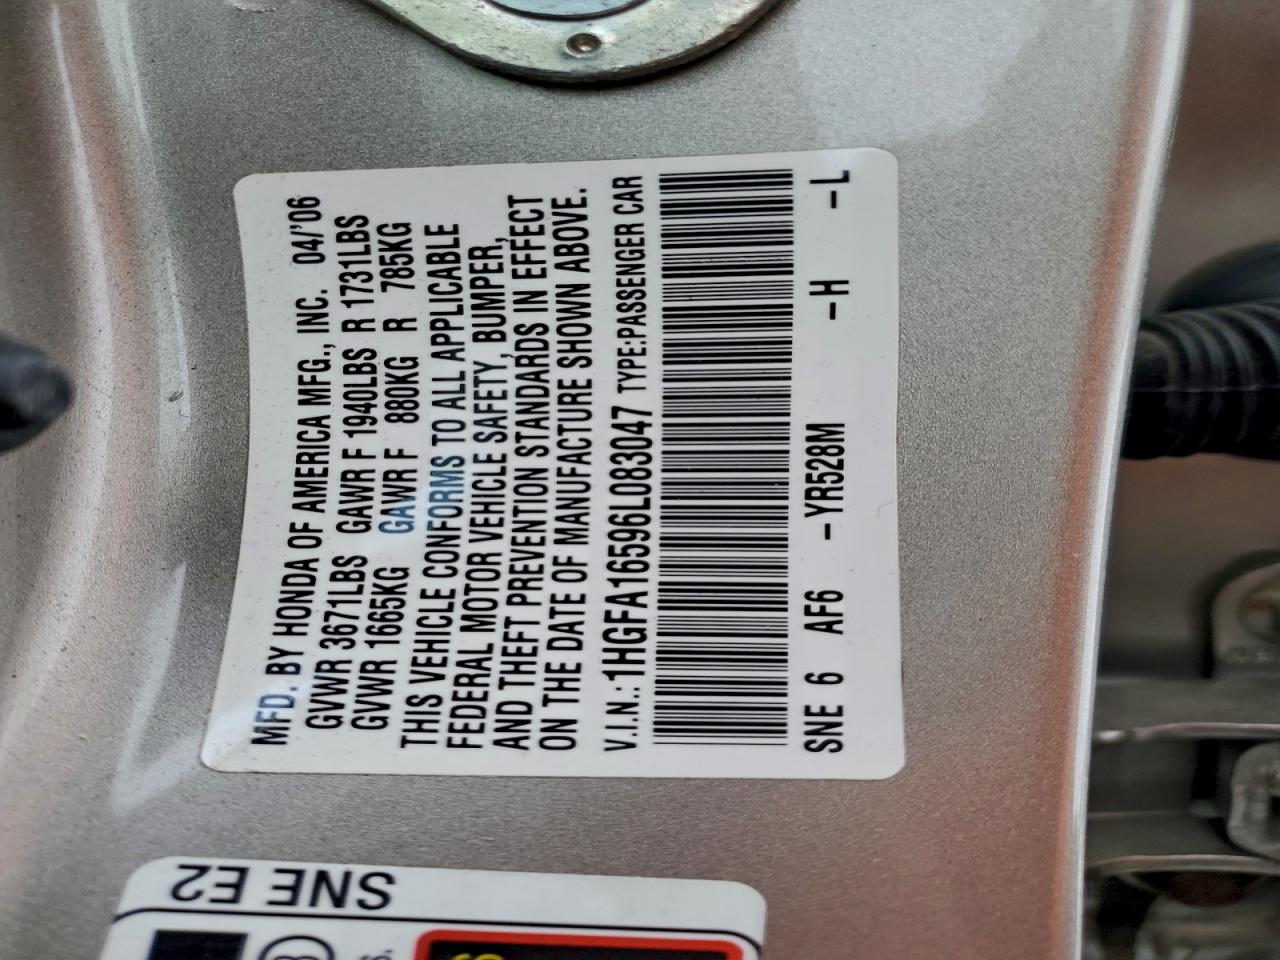 MFD. BY HONDA OF AMERICA MFG., INC. 04/'06
GVWR 3671LBS GAWR F 1940LBS R 1731LBS
GVWR 1665KG GAWR F 880KG R 785KG
THIS VEHICLE CONFORMS TO ALL APPLICABLE
FEDERAL MOTOR VEHICLE SAFETY, BUMPER,
AND THEFT PREVENTION STANDARDS IN EFFECT
ON THE DATE OF MANUFACTURE SHOWN ABOVE.
V.I.N.: 1HGFA16596L083047 TYPE:PASSENGER CAR
SNE 6 AF6 -YR528M -H -L
SNE E2